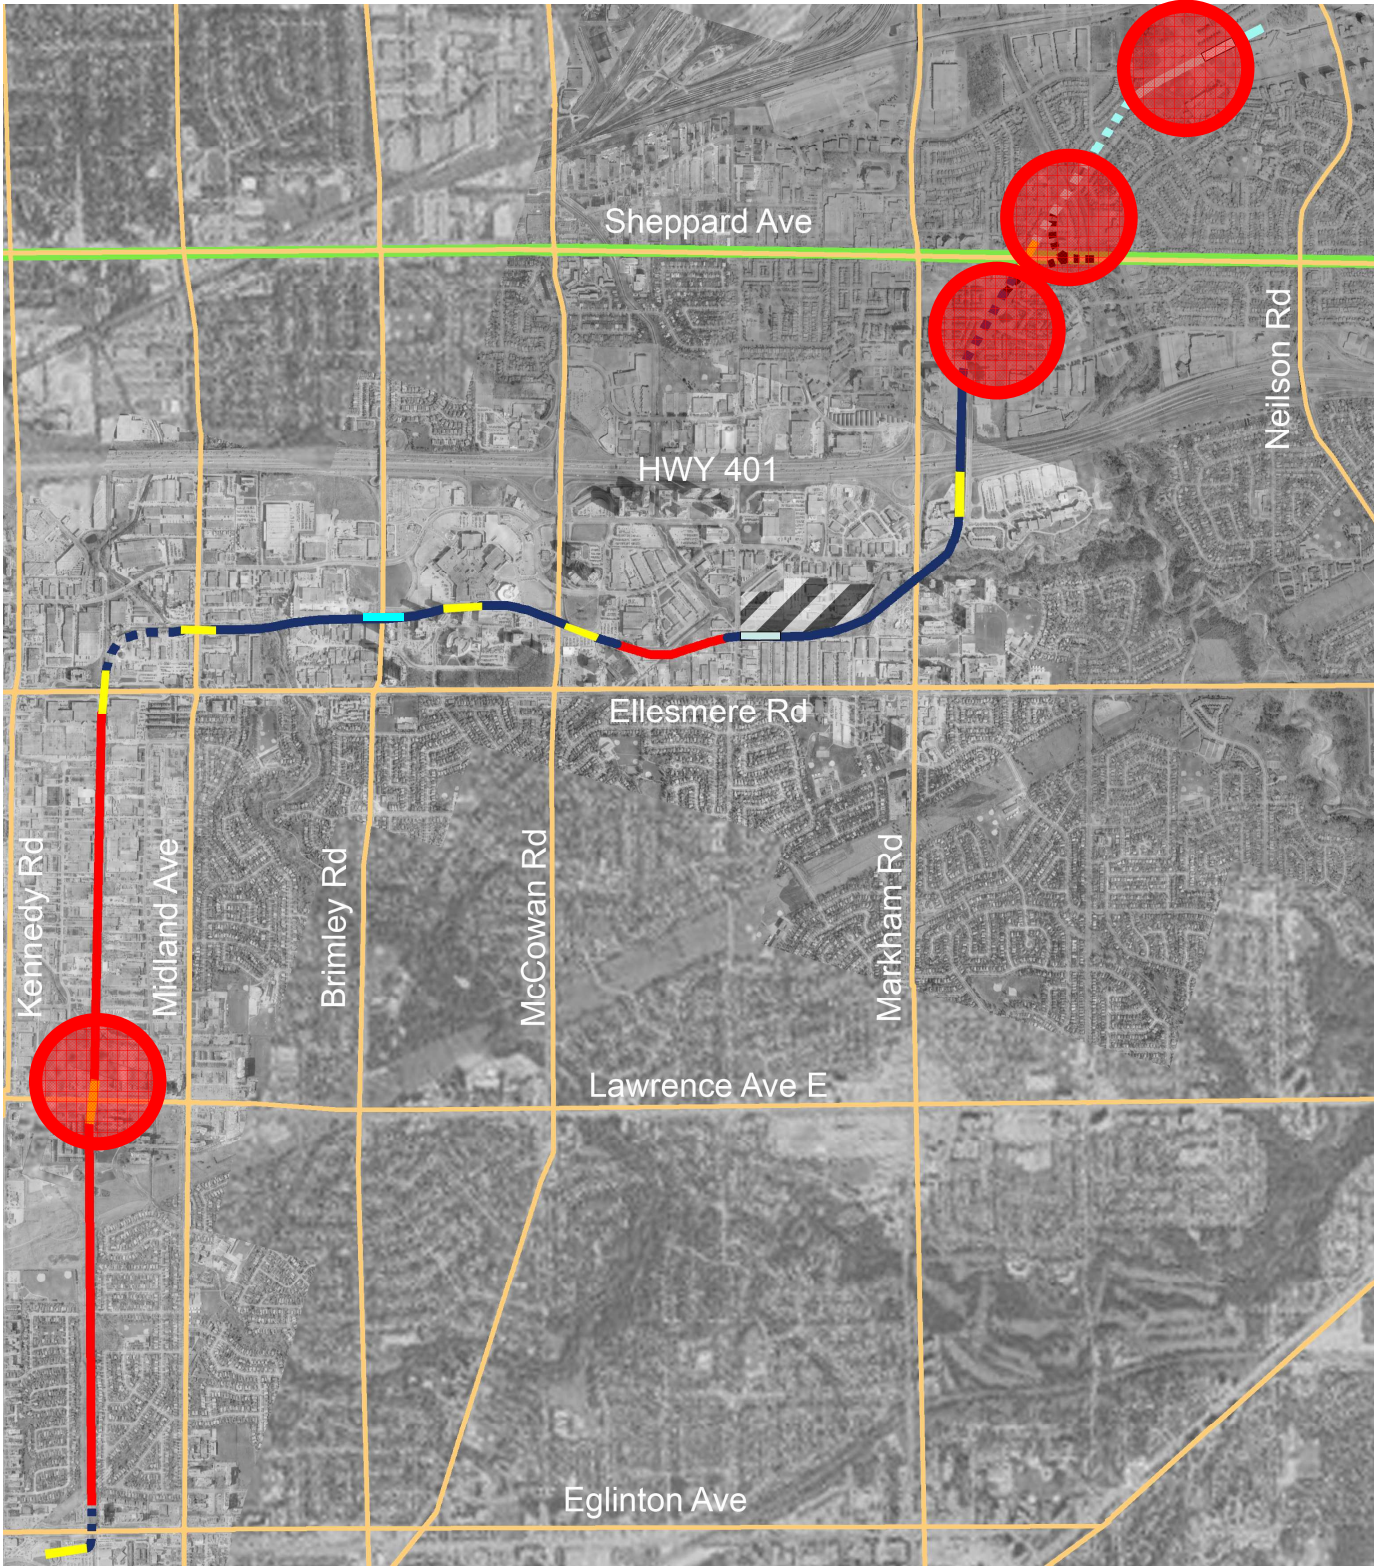 Sheppard Ave
Neilson Rd
HWY 401
Ellesmere Rd
Kennedy Rd
Midland Ave
Brimley Rd
McCowan Rd
Markham Rd
Lawrence Ave E
Eglinton Ave